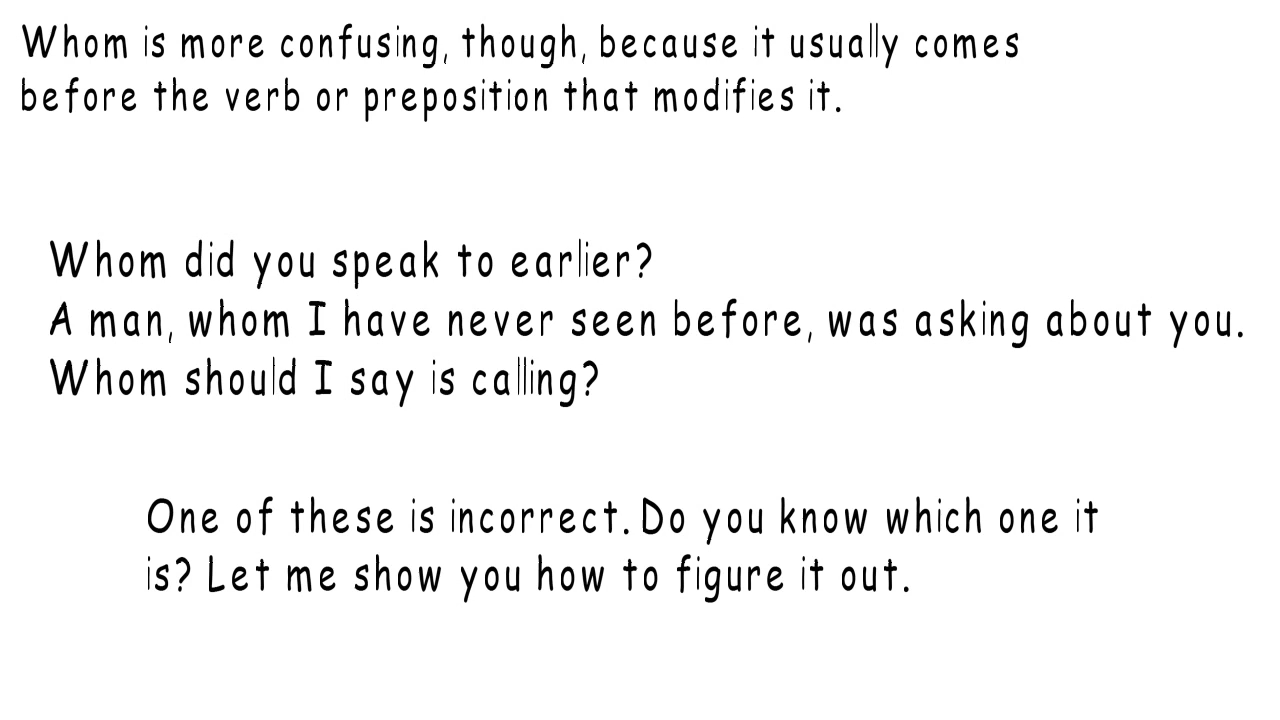 Whom is more confusing, though, because it usually comes
before the verb or preposition that modifies it.
Whom did you speak to earlier?
A man, whom I have never seen before, was asking about you.
Whom should I say is calling?
One of these is incorrect. Do you know which one it
is? Let me show you how to figure it out.